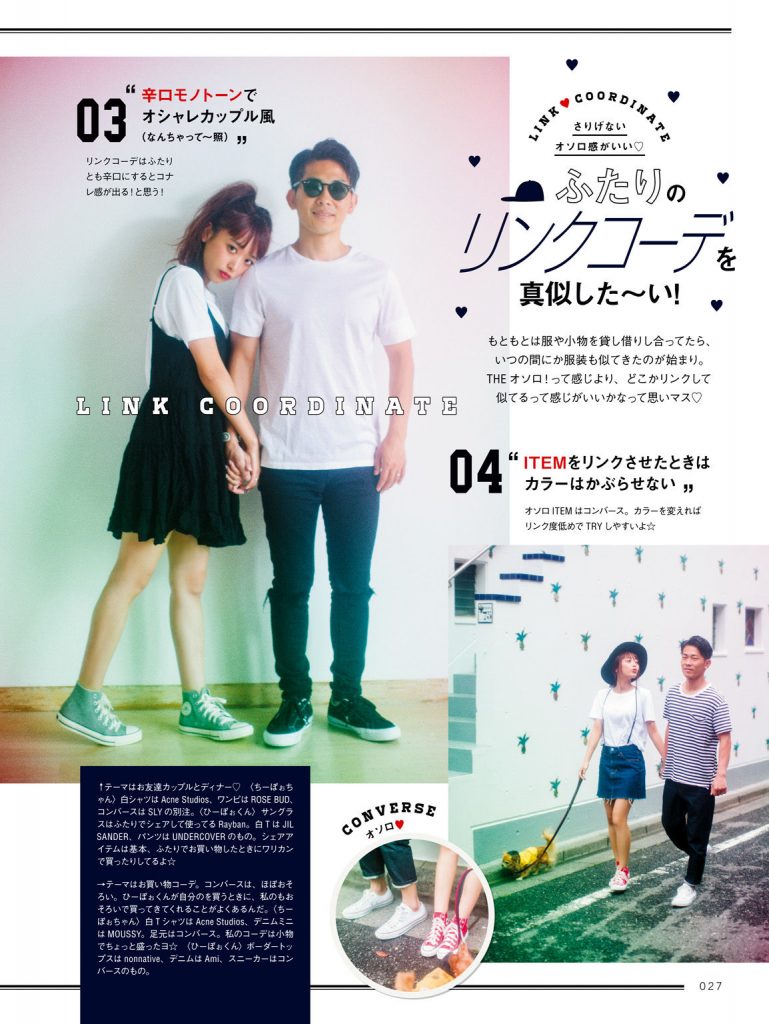 03
“辛口モノトーンで
オシャレカップル風
(なんちゃって〜照)„
リンクコーデはふたり
とも辛口にするとコナ
レ感が出る!と思う!
LINK♥COORDINATE
さりげない
オソロ感がいい♡
ふたりの
リンクコーデを
真似した〜い!
もともとは服や小物を貸し借りし合ってたら、
いつの間にか服装も似てきたのが始まり。
THE オソロ!って感じより、どこかリンクして
似てるって感じがいいかなって思いマス♡
LINK COORDINATE
04
“ITEMをリンクさせたときは
カラーはかぶらせない„
オソロ ITEM はコンバース。カラーを変えれば
リンク度低めで TRY しやすいよ☆
↑テーマはお友達カップルとディナー♡ 〈ちーぽぉち
ゃん〉白シャツは Acne Studios、ワンピは ROSE BUD、
コンバースは SLY の別注。〈ひーぽぉくん〉サングラ
スはふたりでシェアして使ってる Rayban。白 T は JIL
SANDER、パンツは UNDERCOVER のもの。シェアア
イテムは基本、ふたりでお買い物したときにワリカン
で買ったりしてるよ☆
→テーマはお買い物コーデ。コンバースは、ほぼおそ
ろい。ひーぽぉくんが自分のを買うときに、私のもお
そろいで買ってきてくれることがよくあるんだ。〈ちー
ぽぉちゃん〉白 T シャツは Acne Studios、デニムミニ
は MOUSSY。足元はコンバース。私のコーデは小物
でちょっと盛ったヨ☆ 〈ひーぽぉくん〉ボーダートッ
プスは nonnative、デニムは Ami、スニーカーはコン
バースのもの。
CONVERSE
オソロ♥
027